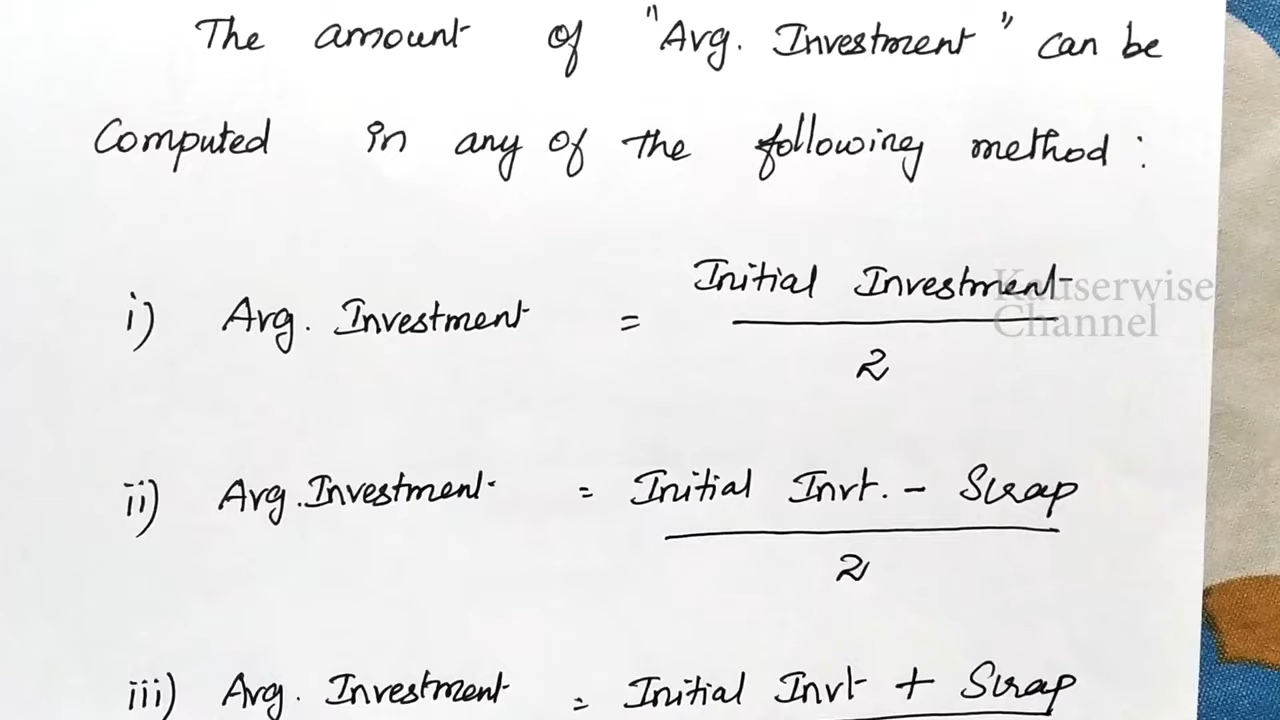 The amount of "Avg. Investment" can be
Computed in any of the following method :
i) Avg. Investment = Initial Investment
2
ii) Avg. Investment = Initial Invt. - Scrap
2
iii) Avg. Investment = Initial Invt + Scrap
Kauserwise
Channel